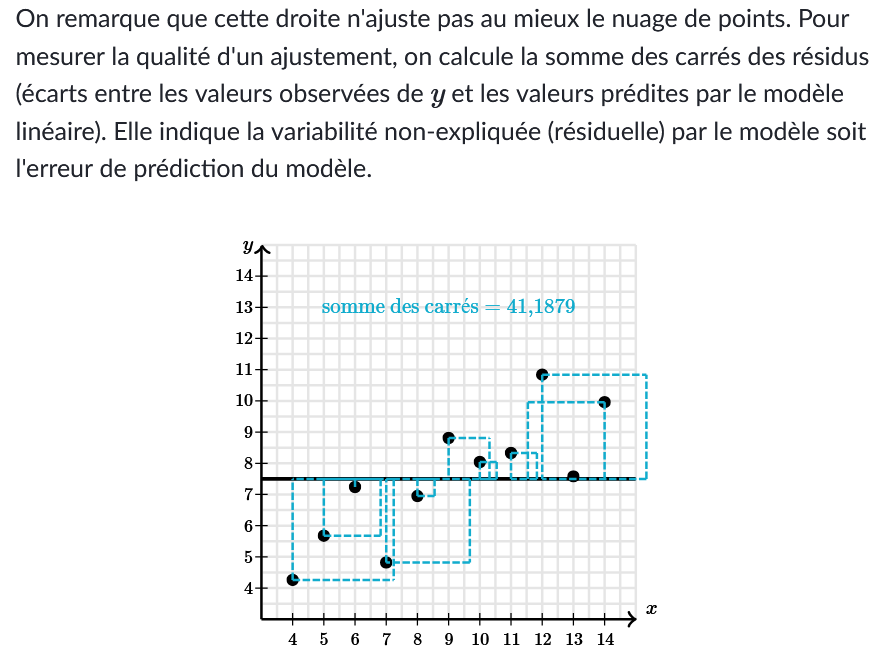 On remarque que cette droite n'ajuste pas au mieux le nuage de points. Pour
mesurer la qualité d'un ajustement, on calcule la somme des carrés des résidus
(écarts entre les valeurs observées de y et les valeurs prédites par le modèle
linéaire). Elle indique la variabilité non-expliquée (résiduelle) par le modèle soit
l'erreur de prédiction du modèle.
y
14
somme des carrés = 41,1879
13
12
11
10
9
8
7
6
5
4
x
4 5 6 7 8 9 10 11 12 13 14